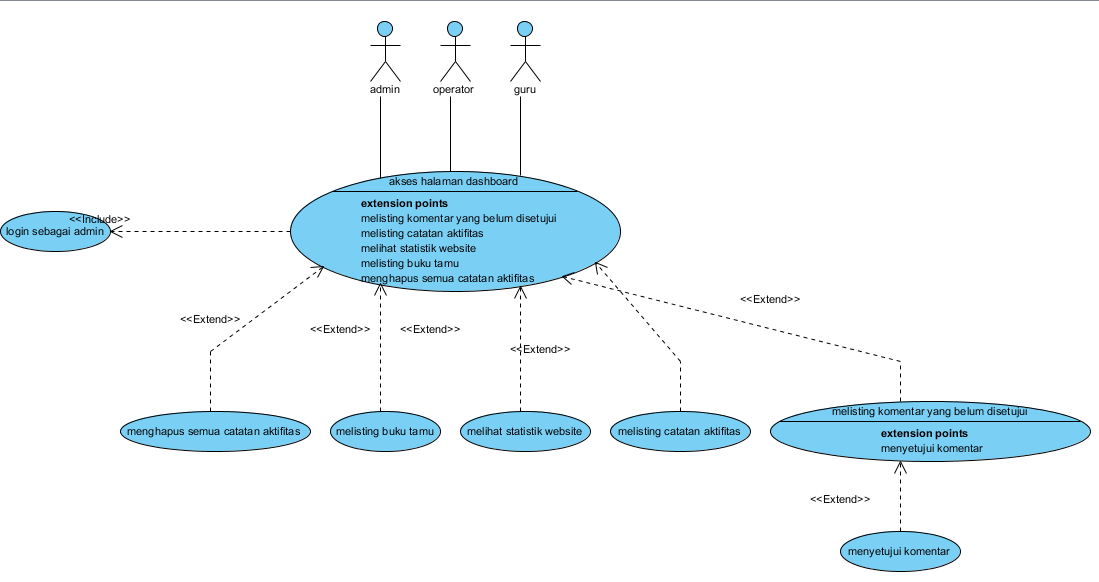 admin
operator
guru
akses halaman dashboard
extension points
melisting komentar yang belum disetujui
melisting catatan aktifitas
melihat statistik website
melisting buku tamu
menghapus semua catatan aktifitas
<<Include>>
login sebagai admin
<<Extend>>
<<Extend>>
<<Extend>>
<<Extend>>
<<Extend>>
menghapus semua catatan aktifitas
melisting buku tamu
melihat statistik website
melisting catatan aktifitas
melisting komentar yang belum disetujui
extension points
menyetujui komentar
<<Extend>>
menyetujui komentar